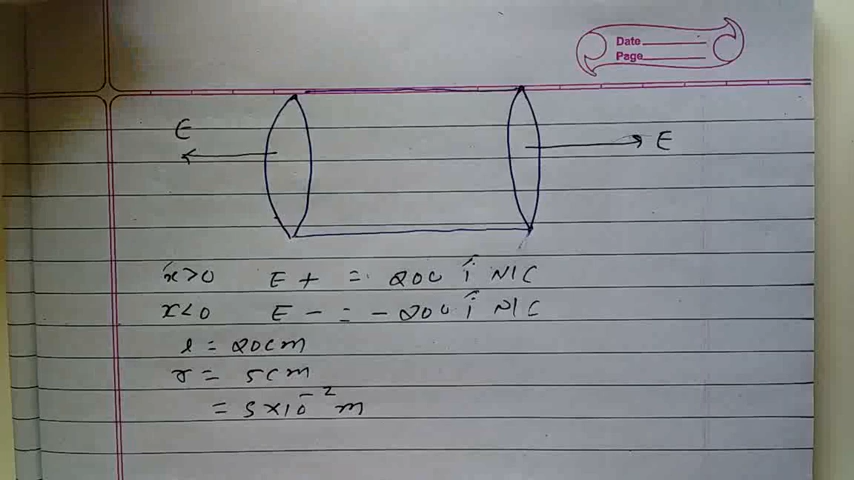 Date
Page
E
E
x>0 E + = 200 î N/C
x<0 E - = - 200 î N/C
l = 20cm
r = 5cm
= 5×10⁻² m